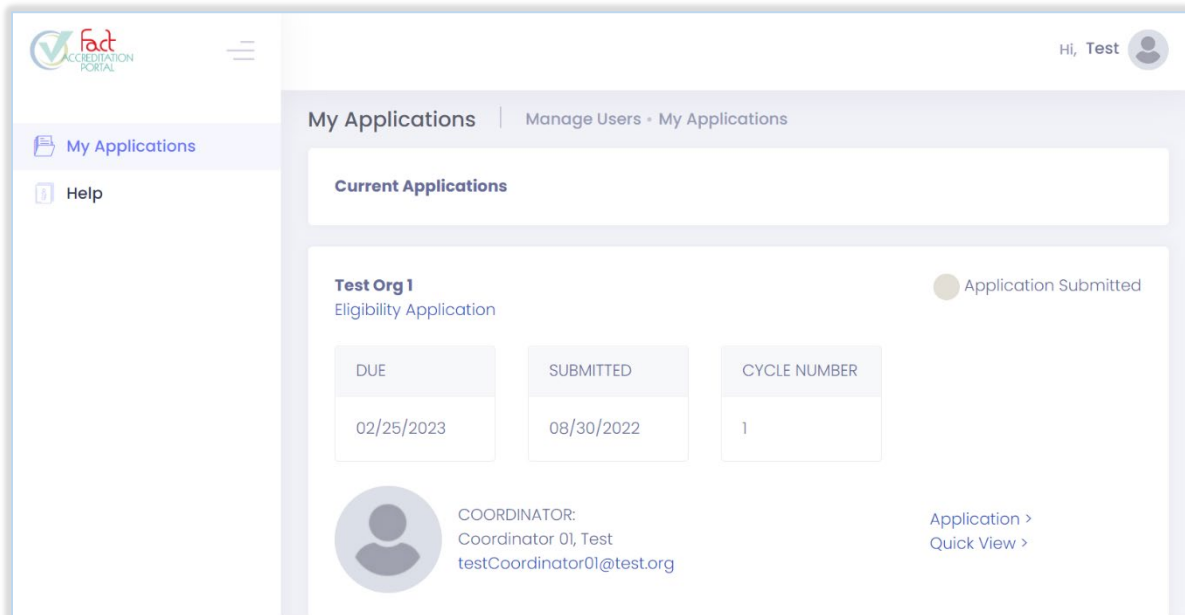 fact
ACCREDITATION
PORTAL
Hi, Test
My Applications
Help
My Applications | Manage Users • My Applications
Current Applications
Test Org 1
Eligibility Application
Application Submitted
DUE
SUBMITTED
CYCLE NUMBER
02/25/2023
08/30/2022
1
COORDINATOR:
Coordinator 01, Test
testCoordinator01@test.org
Application >
Quick View >